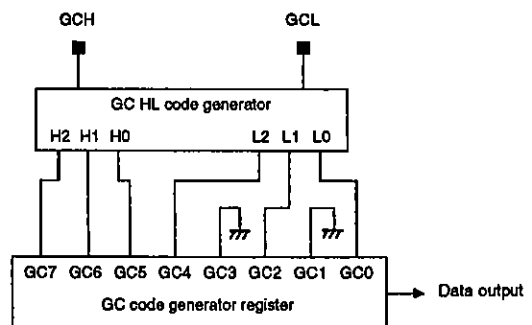 GCH GCL
GC HL code generator
H2 H1 H0 L2 L1 L0
GC7 GC6 GC5 GC4 GC3 GC2 GC1 GC0
GC code generator register
Data output